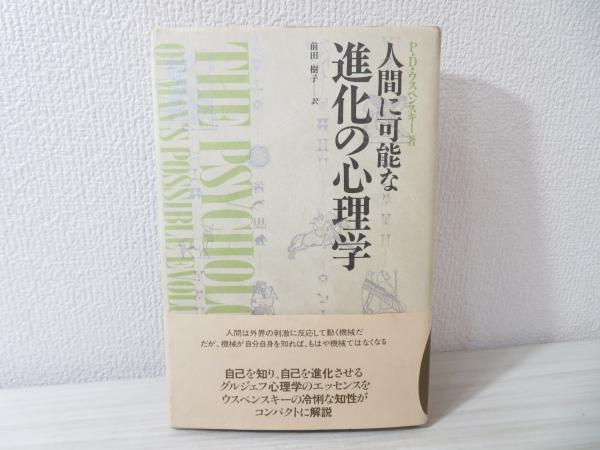 P・D・ウスペンスキー 著
人間に可能な
進化の心理学
前田樹子──訳
THE PSYCHOLO
OF MAN'S POSSIBLE EVOLU
人間は外界の刺激に反応して動く機械だ
だが、機械が自分自身を知れば、もはや機械ではなくなる
自己を知り、自己を進化させる
グルジェフ心理学のエッセンスを
ウスペンスキーの冷悧な知性が
コンパクトに解説